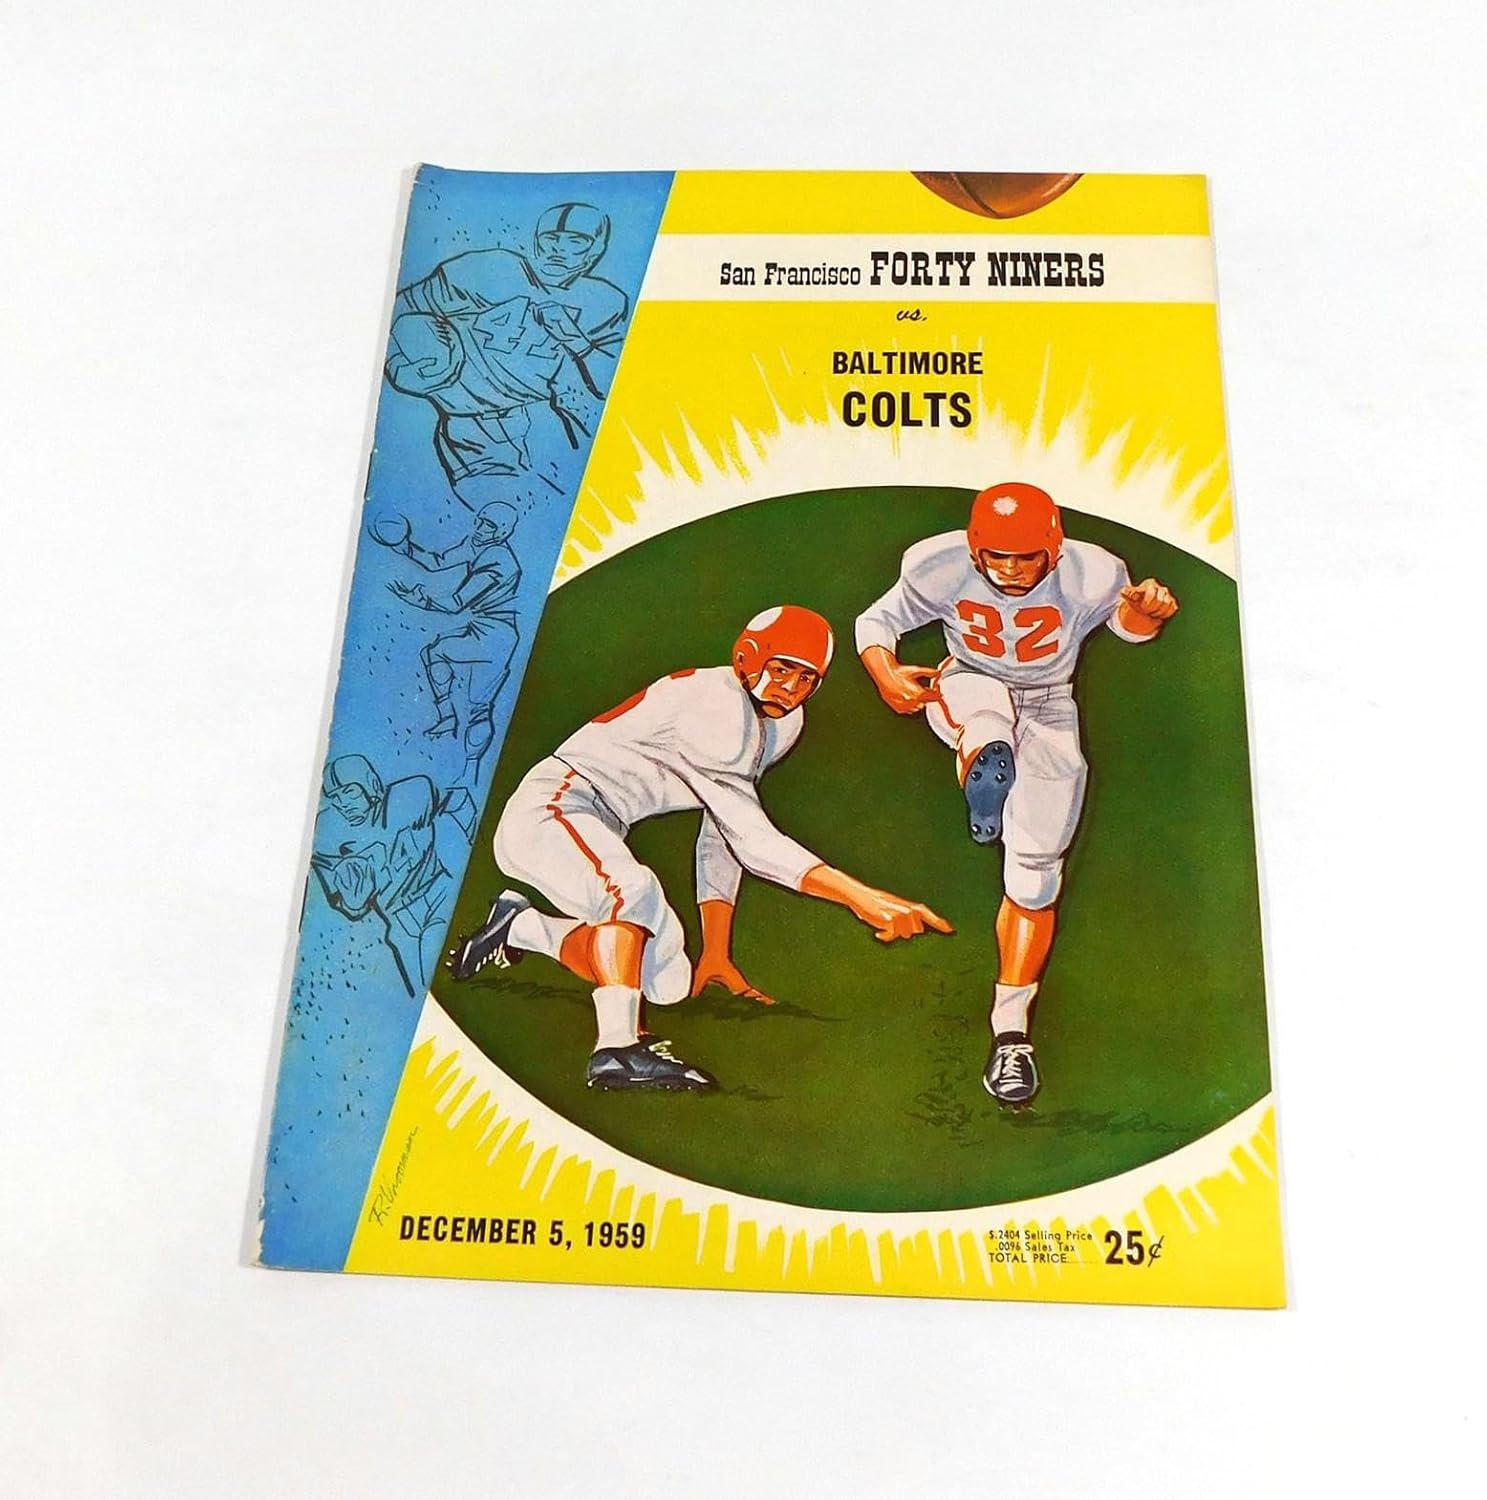 San Francisco FORTY NINERS
vs.
BALTIMORE
COLTS
41
32
DECEMBER 5, 1959
$.2404 Selling Price
.0096 Sales Tax
TOTAL PRICE 25¢